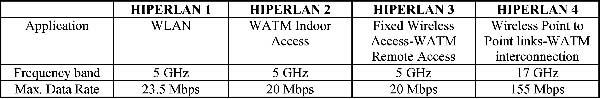 HIPERLAN 1 HIPERLAN 2 HIPERLAN 3 HIPERLAN 4
Application WLAN WATM Indoor Fixed Wireless Wireless Point to
Access Access-WATM Point links-WATM
Remote Access interconnection
Frequency band 5 GHz 5 GHz 5 GHz 17 GHz
Max. Data Rate 23.5 Mbps 20 Mbps 20 Mbps 155 Mbps